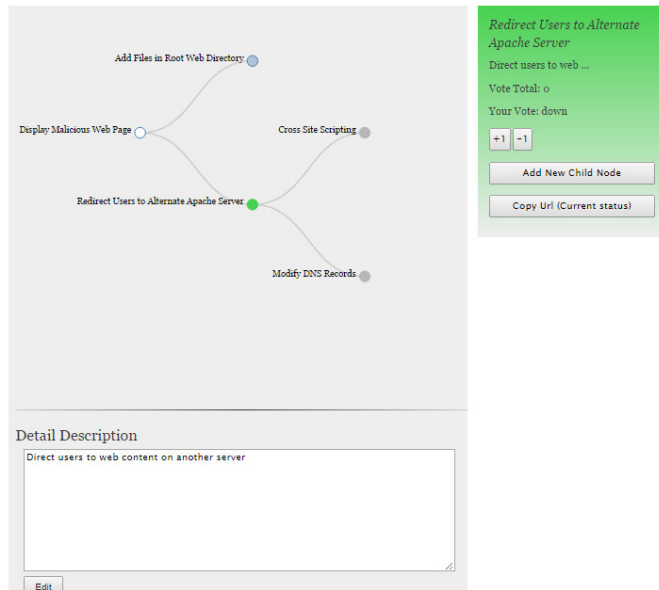 Add Files in Root Web Directory
Display Malicious Web Page
Cross Site Scripting
Redirect Users to Alternate Apache Server
Modify DNS Records
Detail Description
Direct users to web content on another server
Edit
Redirect Users to Alternate
Apache Server
Direct users to web ...
Vote Total: 0
Your Vote: down
+1 -1
Add New Child Node
Copy Url (Current status)